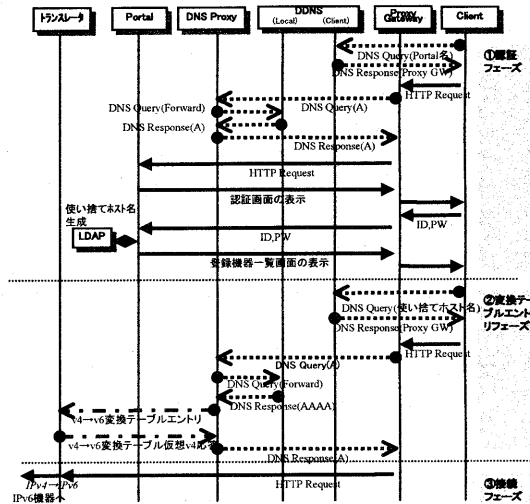 トランスレータ
Portal
DNS Proxy
DDNS
(Local) (Client)
Proxy
Gateway
Client
DNS Query(Portal名)
DNS Response(Proxy GW)
①認証
フェーズ
HTTP Request
DNS Query(Forward)
DNS Query(A)
DNS Response(A)
DNS Response(A)
HTTP Request
認証画面の表示
使い捨てホスト名
生成
ID,PW
LDAP
ID,PW
登録機器一覧画面の表示
DNS Query(使い捨てホスト名)
DNS Response(Proxy GW)
②変換テー
ブルエント
リフェーズ
HTTP Request
DNS Query(A)
DNS Query(Forward)
DNS Response(AAAA)
v4→v6変換テーブルエントリ
v4→v6変換テーブル仮想v4応答
DNS Response(A)
IPv4→IPv6
IPv6機器へ
HTTP Request
③接続
フェーズ